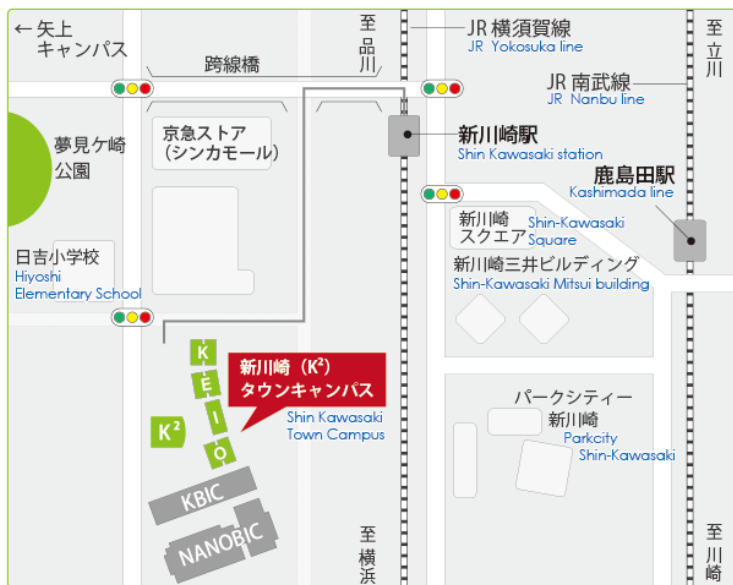 ← 矢上
キャンパス
跨線橋
至
品
川
JR 横須賀線
JR Yokosuka line
至
立
川
JR 南武線
JR Nanbu line
夢見ケ崎
公園
京急ストア
(シンカモール)
新川崎駅
Shin Kawasaki station
鹿島田駅
Kashimada line
新川崎
スクエア
Shin-Kawasaki
Square
日吉小学校
Hiyoshi
Elementary School
新川崎三井ビルディング
Shin-Kawasaki Mitsui building
K
E
I
O
K²
新川崎(K²)
タウンキャンパス
Shin Kawasaki
Town Campus
パークシティー
新川崎
Parkcity
Shin-Kawasaki
KBIC
NANOBIC
至
横
浜
至
川
崎